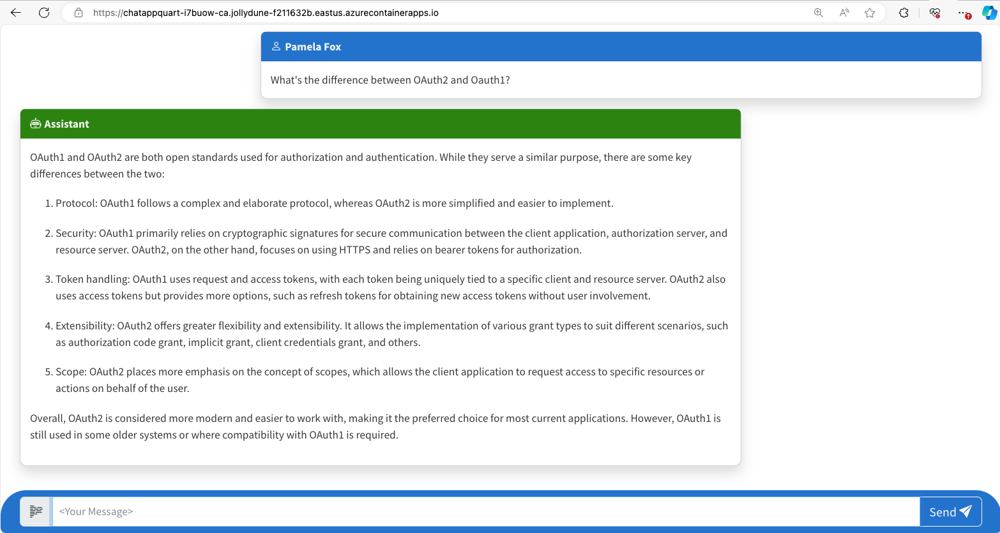 https://chatappquart-i7buow-ca.jollydune-f211632b.eastus.azurecontainerapps.io
Pamela Fox
What's the difference between OAuth2 and Oauth1?
Assistant
OAuth1 and OAuth2 are both open standards used for authorization and authentication. While they serve a similar purpose, there are some key
differences between the two:
1. Protocol: OAuth1 follows a complex and elaborate protocol, whereas OAuth2 is more simplified and easier to implement.
2. Security: OAuth1 primarily relies on cryptographic signatures for secure communication between the client application, authorization server, and
resource server. OAuth2, on the other hand, focuses on using HTTPS and relies on bearer tokens for authorization.
3. Token handling: OAuth1 uses request and access tokens, with each token being uniquely tied to a specific client and resource server. OAuth2 also
uses access tokens but provides more options, such as refresh tokens for obtaining new access tokens without user involvement.
4. Extensibility: OAuth2 offers greater flexibility and extensibility. It allows the implementation of various grant types to suit different scenarios, such
as authorization code grant, implicit grant, client credentials grant, and others.
5. Scope: OAuth2 places more emphasis on the concept of scopes, which allows the client application to request access to specific resources or
actions on behalf of the user.
Overall, OAuth2 is considered more modern and easier to work with, making it the preferred choice for most current applications. However, OAuth1 is
still used in some older systems or where compatibility with OAuth1 is required.
<Your Message>
Send